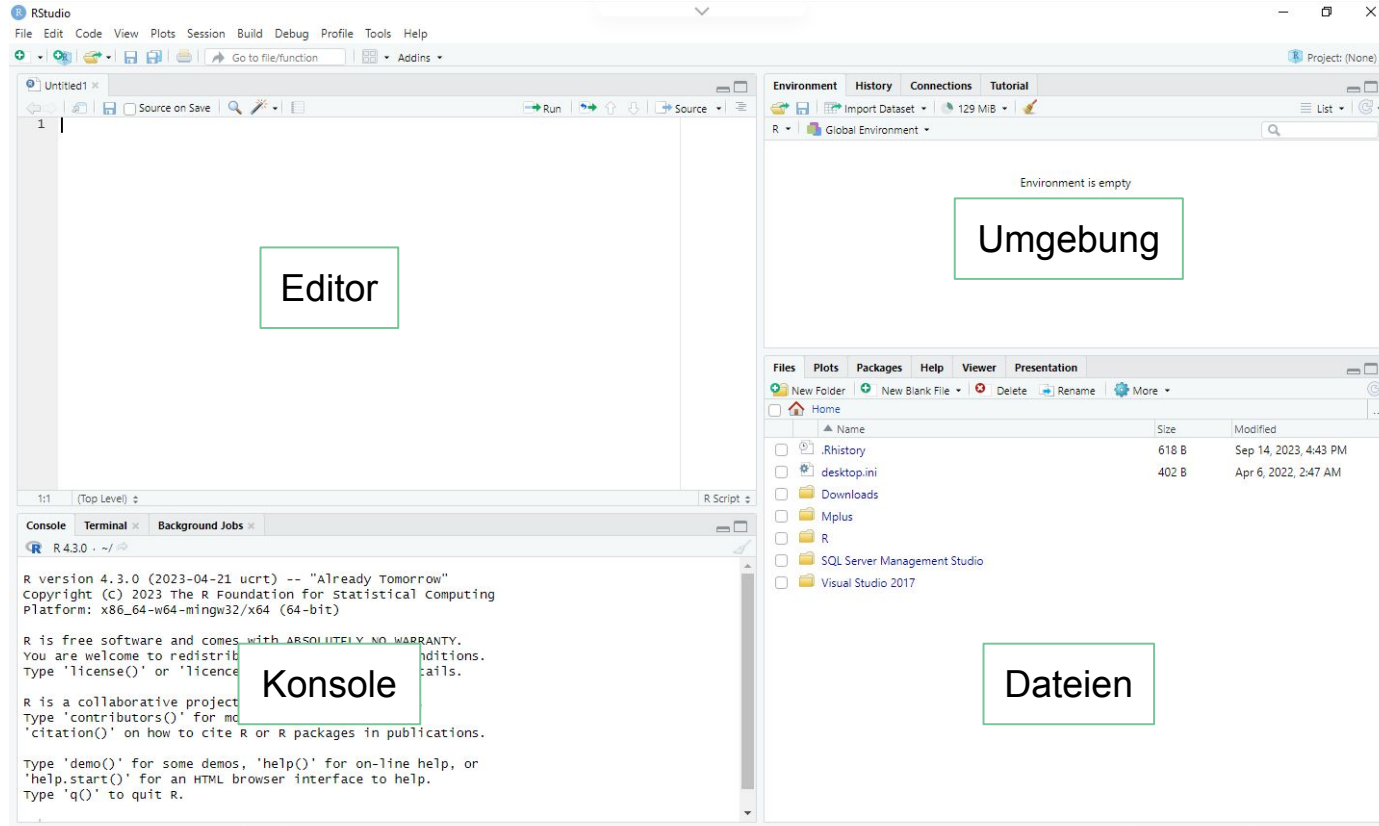 RStudio
File Edit Code View Plots Session Build Debug Profile Tools Help
Go to file/function Addins Project: (None)
Untitled1
Source on Save Run Source
1
Editor
1:1 (Top Level) R Script
Console Terminal Background Jobs
R 4.3.0 · ~/
R version 4.3.0 (2023-04-21 ucrt) -- "Already Tomorrow"
Copyright (C) 2023 The R Foundation for Statistical Computing
Platform: x86_64-w64-mingw32/x64 (64-bit)
R is free software and comes with ABSOLUTELY NO WARRANTY.
You are welcome to
Type 'license()' or
R is a collaborative project
Type 'contributors()' for
'citation()' on how to cite R or R packages in publications.
Type 'demo()' for some demos, 'help()' for on-line help, or
'help.start()' for an HTML browser interface to help.
Type 'q()' to quit R.
Konsole
Environment History Connections Tutorial
Import Dataset 129 MiB List
R Global Environment
Environment is empty
Umgebung
Files Plots Packages Help Viewer Presentation
New Folder New Blank File Delete Rename More
Home
Name Size Modified
.Rhistory 618 B Sep 14, 2023, 4:43 PM
desktop.ini 402 B Apr 6, 2022, 2:47 AM
Downloads
Mplus
R
SQL Server Management Studio
Visual Studio 2017
Dateien